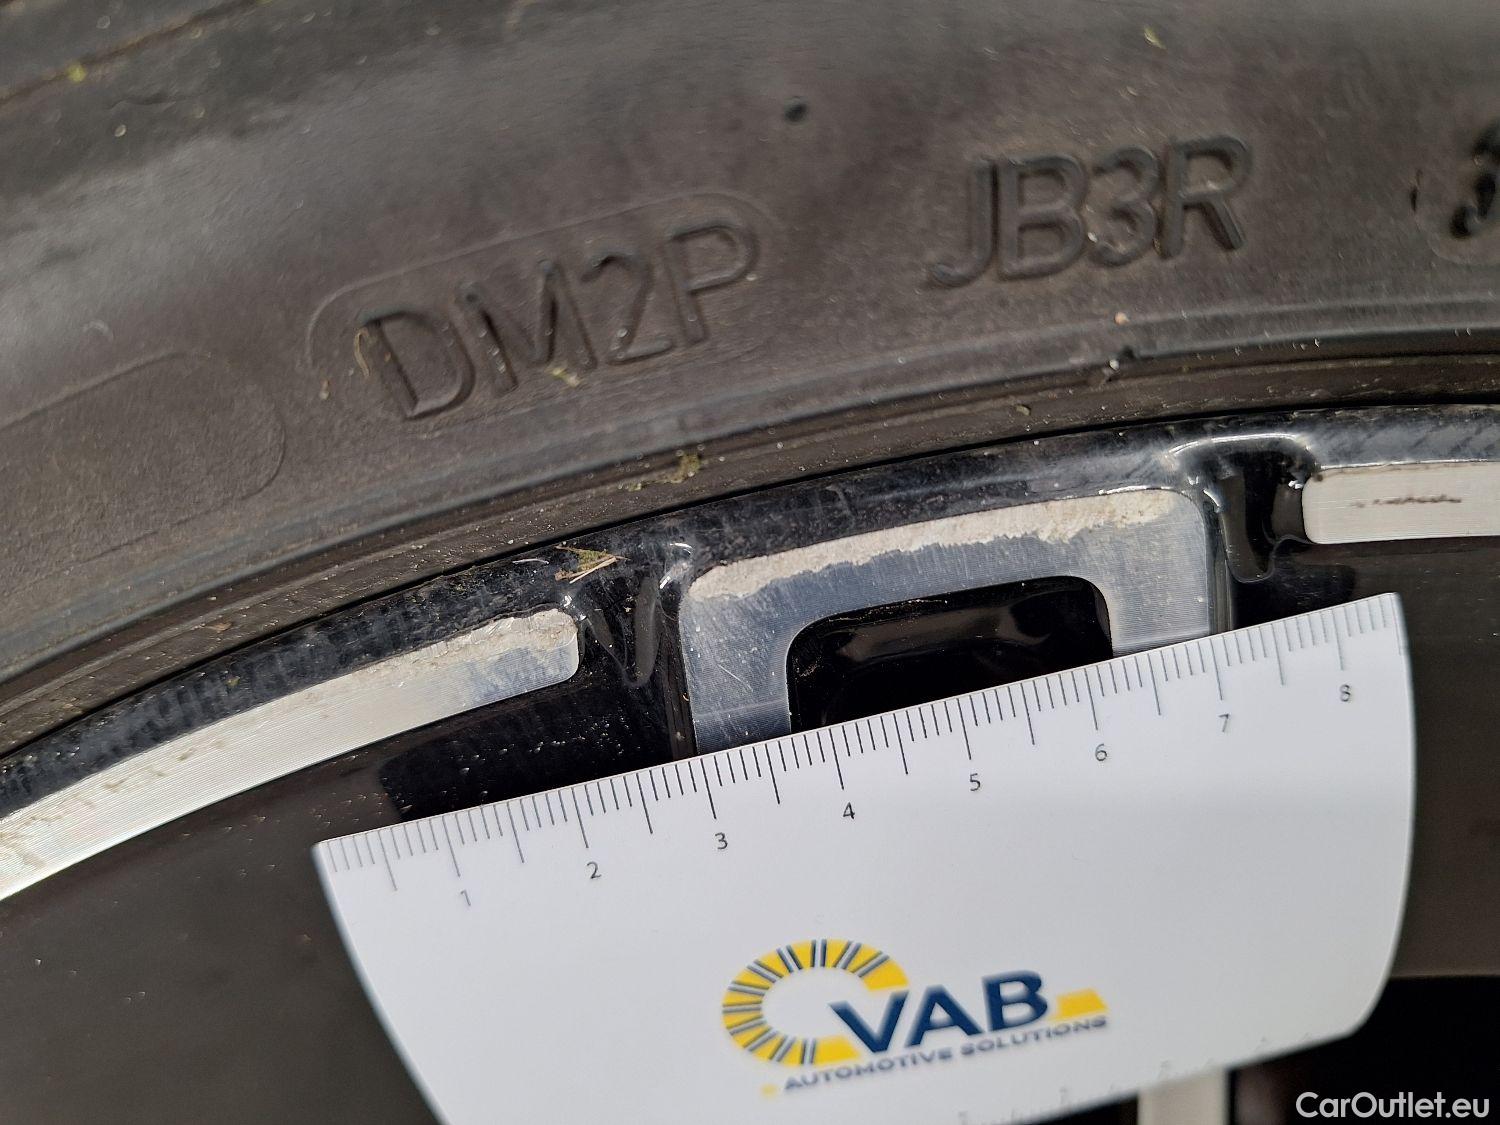 DM2P JB3R
1 2 3 4 5 6 7 8
VAB
AUTOMOTIVE SOLUTIONS
CarOutlet.eu